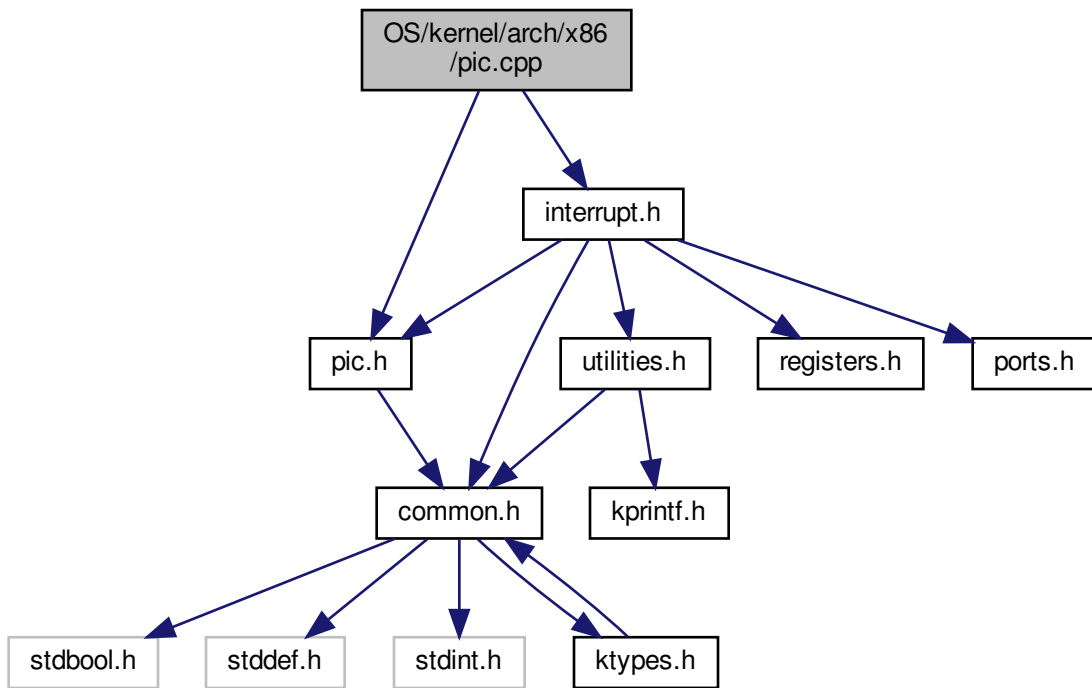 OS/kernel/arch/x86
/pic.cpp
interrupt.h
pic.h
utilities.h
registers.h
ports.h
common.h
kprintf.h
stdbool.h
stddef.h
stdint.h
ktypes.h